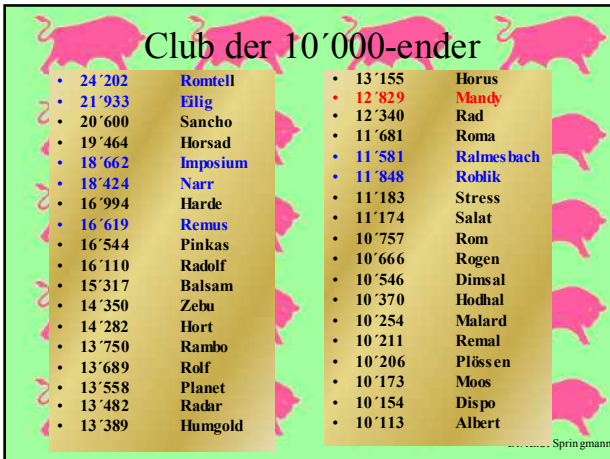 Club der 10´000-ender
• 24´202 Romtell
• 21´933 Eilig
• 20´600 Sancho
• 19´464 Horsad
• 18´662 Imposium
• 18´424 Narr
• 16´994 Harde
• 16´619 Remus
• 16´544 Pinkas
• 16´110 Radolf
• 15´317 Balsam
• 14´350 Zebu
• 14´282 Hort
• 13´750 Rambo
• 13´689 Rolf
• 13´558 Planet
• 13´482 Radar
• 13´389 Humgold
• 13´155 Horus
• 12´829 Mandy
• 12´340 Rad
• 11´681 Roma
• 11´581 Ralmesbach
• 11´848 Roblik
• 11´183 Stress
• 11´174 Salat
• 10´757 Rom
• 10´666 Rogen
• 10´546 Dimsal
• 10´370 Hodhal
• 10´254 Malard
• 10´211 Remal
• 10´206 Plössen
• 10´173 Moos
• 10´154 Dispo
• 10´113 Albert
Springmann